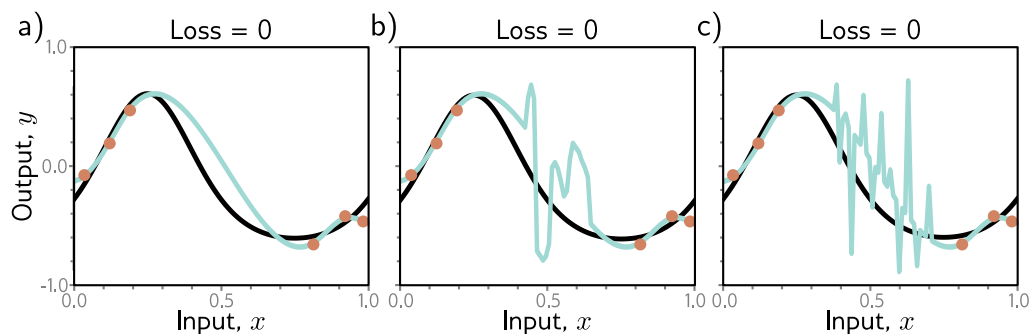 a) Loss = 0
b) Loss = 0
c) Loss = 0
Output, y
1.0
0.0
-1.0
0.0 0.5 1.0
0.0 0.5 1.0
0.0 0.5 1.0
Input, x
Input, x
Input, x